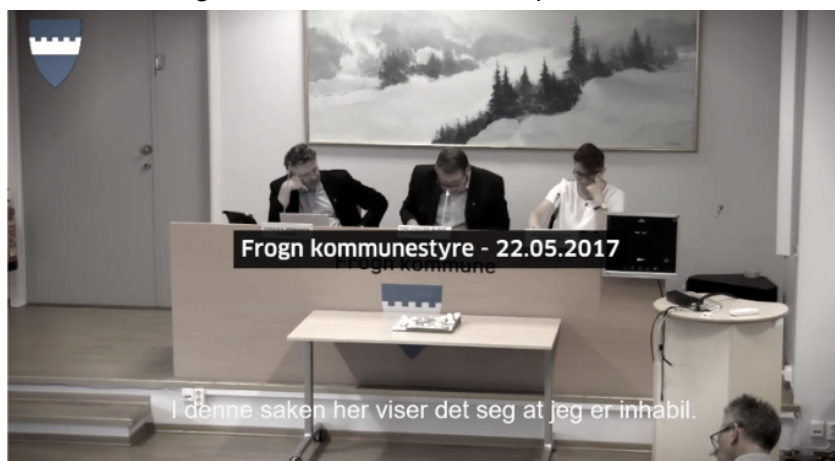 Frogn kommunestyre - 22.05.2017
Frogn kommune
I denne saken her viser det seg at jeg er inhabil.